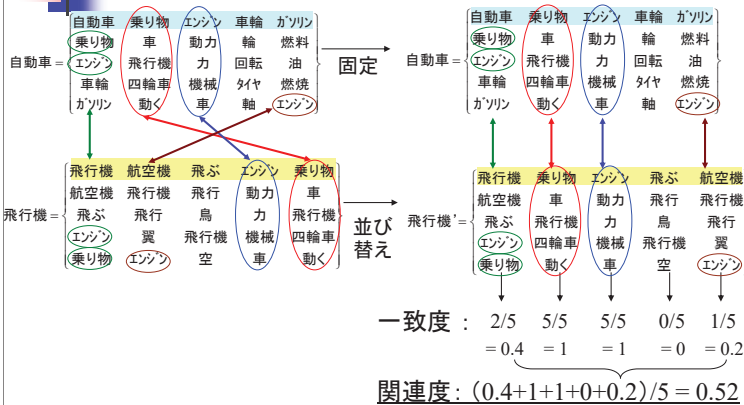 自動車 乗り物 エンジン 車輪 ガソリン
乗り物 車 動力 輪 燃料
自動車= エンジン 飛行機 力 回転 油
車輪 四輪車 機械 タイヤ 燃焼
ガソリン 動く 車 軸 エンジン
固定
自動車 乗り物 エンジン 車輪 ガソリン
乗り物 車 動力 輪 燃料
自動車= エンジン 飛行機 力 回転 油
車輪 四輪車 機械 タイヤ 燃焼
ガソリン 動く 車 軸 エンジン
飛行機 航空機 飛ぶ エンジン 乗り物
航空機 飛行機 飛行 動力 車
飛行機= 飛ぶ 飛行 鳥 力 飛行機
エンジン 翼 飛行機 機械 四輪車
乗り物 エンジン 空 車 動く
並び
替え
飛行機 乗り物 エンジン 飛ぶ 航空機
航空機 車 動力 飛行 飛行機
飛行機’= 飛ぶ 飛行機 力 鳥 飛行
エンジン 四輪車 機械 飛行機 翼
乗り物 動く 車 空 エンジン
一致度 : 2/5 5/5 5/5 0/5 1/5
= 0.4 = 1 = 1 = 0 = 0.2
関連度: (0.4+1+1+0+0.2)/5 = 0.52